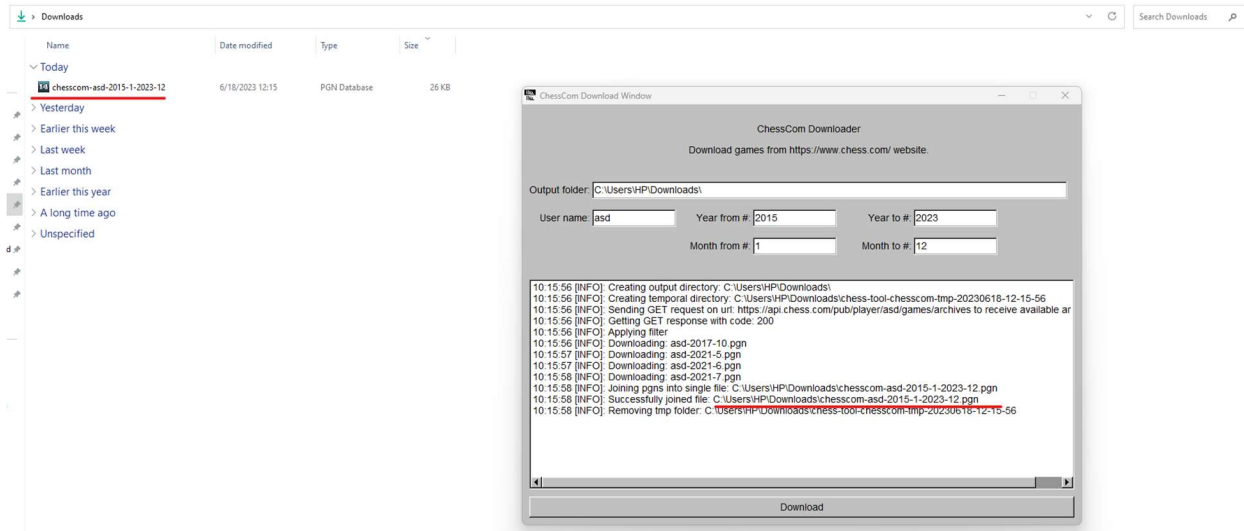 Downloads
Search Downloads
Name Date modified Type Size
Today
chesscom-asd-2015-1-2023-12 6/18/2023 12:15 PGN Database 26 KB
Yesterday
Earlier this week
Last week
Last month
Earlier this year
A long time ago
Unspecified
d
ChessCom Download Window
ChessCom Downloader
Download games from https://www.chess.com/ website.
Output folder: C:\Users\HP\Downloads\
User name: asd Year from #: 2015 Year to #: 2023
Month from #: 1 Month to #: 12
10:15:56 [INFO]: Creating output directory: C:\Users\HP\Downloads\
10:15:56 [INFO]: Creating temporal directory: C:\Users\HP\Downloads\chess-tool-chesscom-tmp-20230618-12-15-56
10:15:56 [INFO]: Sending GET request on url: https://api.chess.com/pub/player/asd/games/archives to receive available ar
10:15:56 [INFO]: Getting GET response with code: 200
10:15:56 [INFO]: Applying filter
10:15:56 [INFO]: Downloading: asd-2017-10.pgn
10:15:57 [INFO]: Downloading: asd-2021-5.pgn
10:15:57 [INFO]: Downloading: asd-2021-6.pgn
10:15:58 [INFO]: Downloading: asd-2021-7.pgn
10:15:58 [INFO]: Joining pgns into single file: C:\Users\HP\Downloads\chesscom-asd-2015-1-2023-12.pgn
10:15:58 [INFO]: Successfully joined file: C:\Users\HP\Downloads\chesscom-asd-2015-1-2023-12.pgn
10:15:58 [INFO]: Removing tmp folder: C:\Users\HP\Downloads\chess-tool-chesscom-tmp-20230618-12-15-56
Download